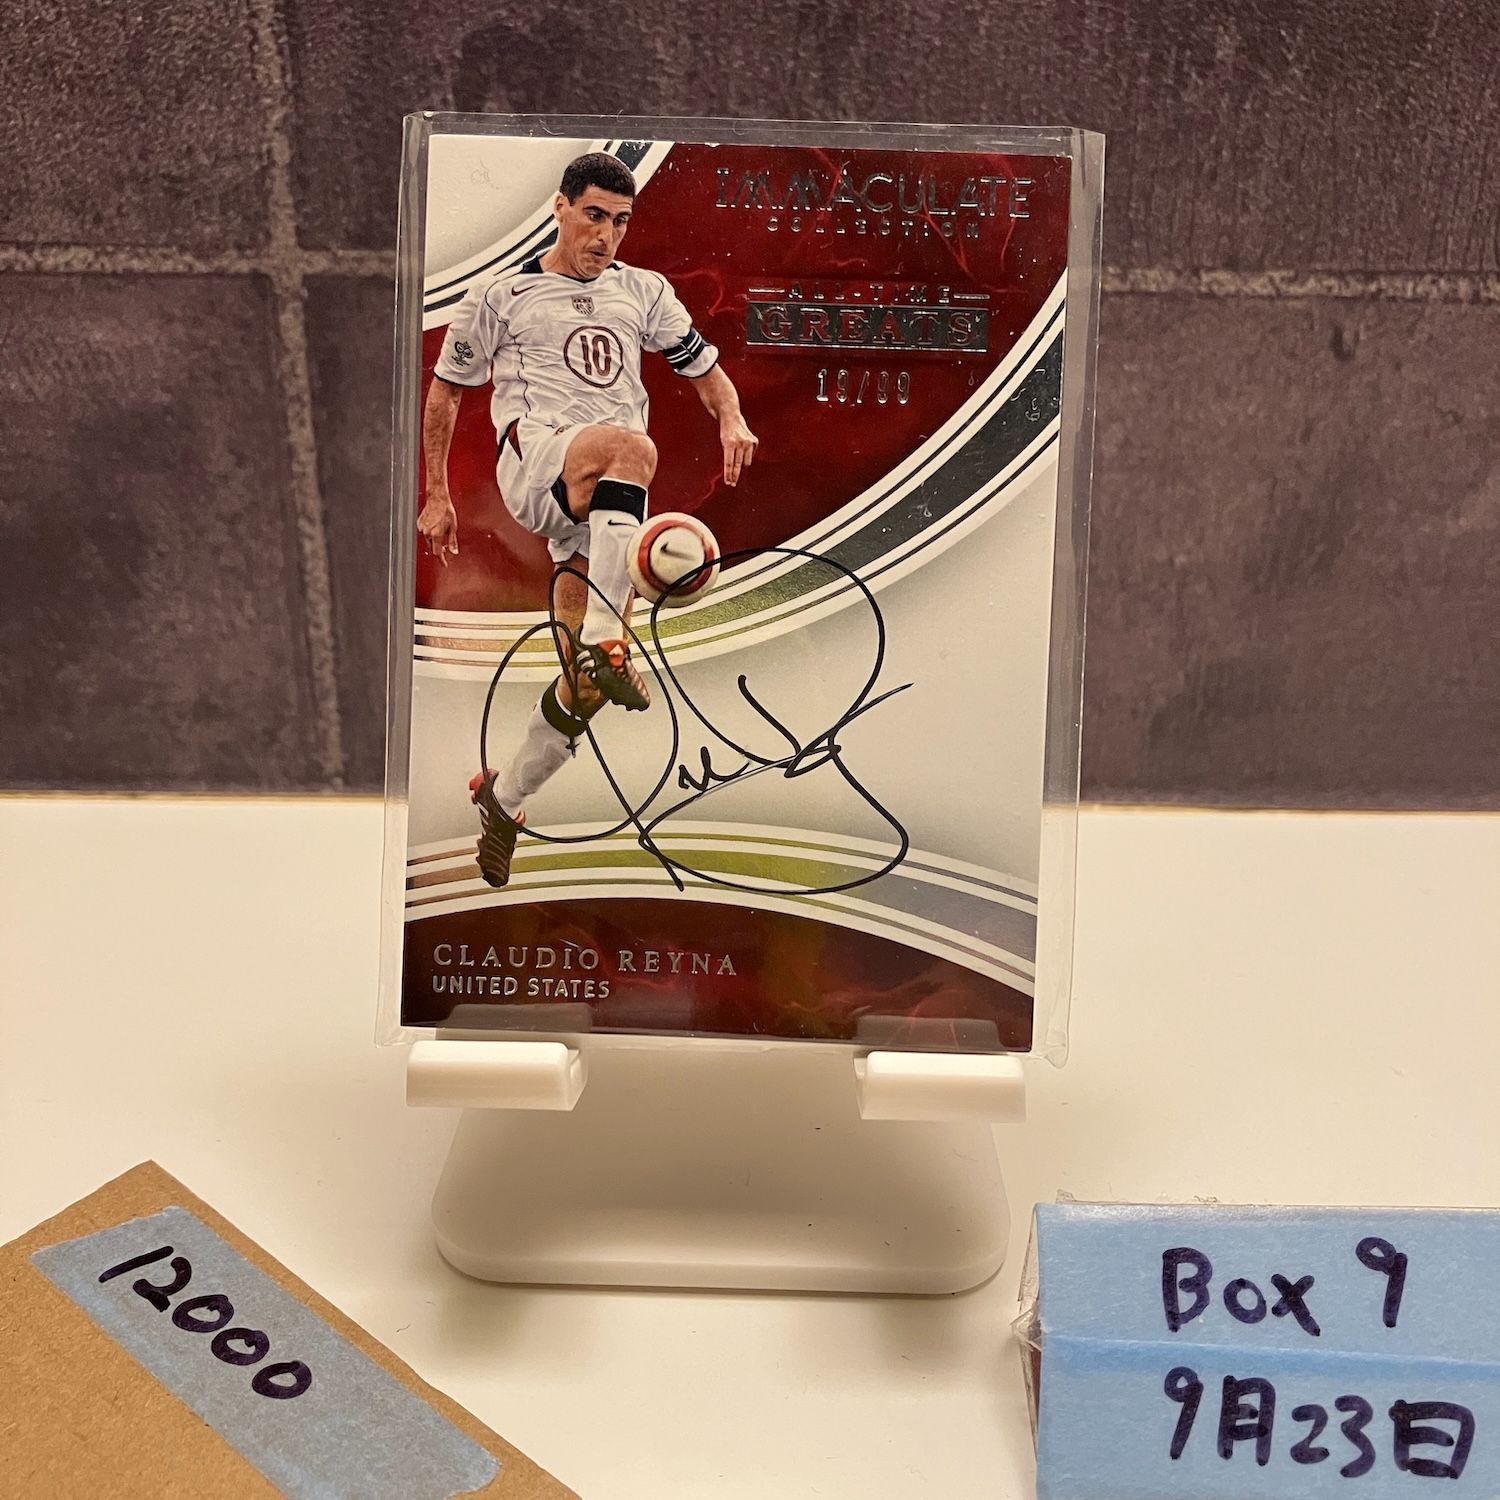 IMMACULATE
COLLECTION
ALL-TIME
GREATS
19/99
10
CLAUDIO REYNA
UNITED STATES
12000
Box 9
9月23日